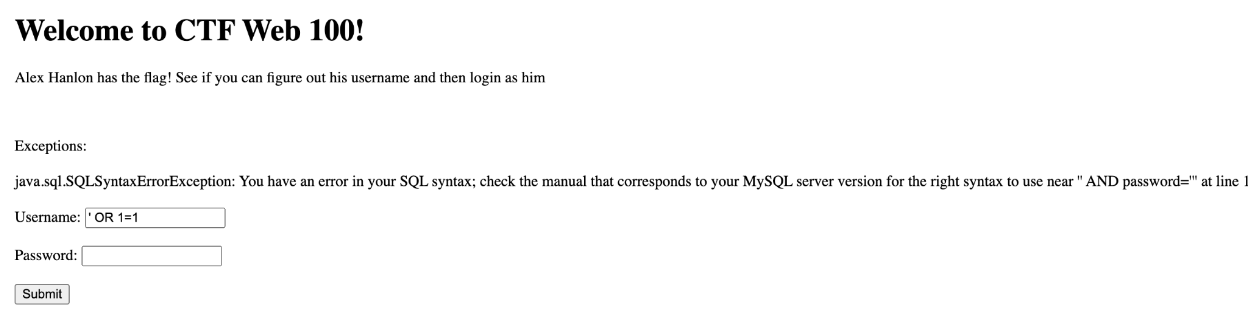 Welcome to CTF Web 100!
Alex Hanlon has the flag! See if you can figure out his username and then login as him
Exceptions:
java.sql.SQLSyntaxErrorException: You have an error in your SQL syntax; check the manual that corresponds to your MySQL server version for the right syntax to use near '' AND password=''' at line 1
Username: ' OR 1=1
Password:
Submit